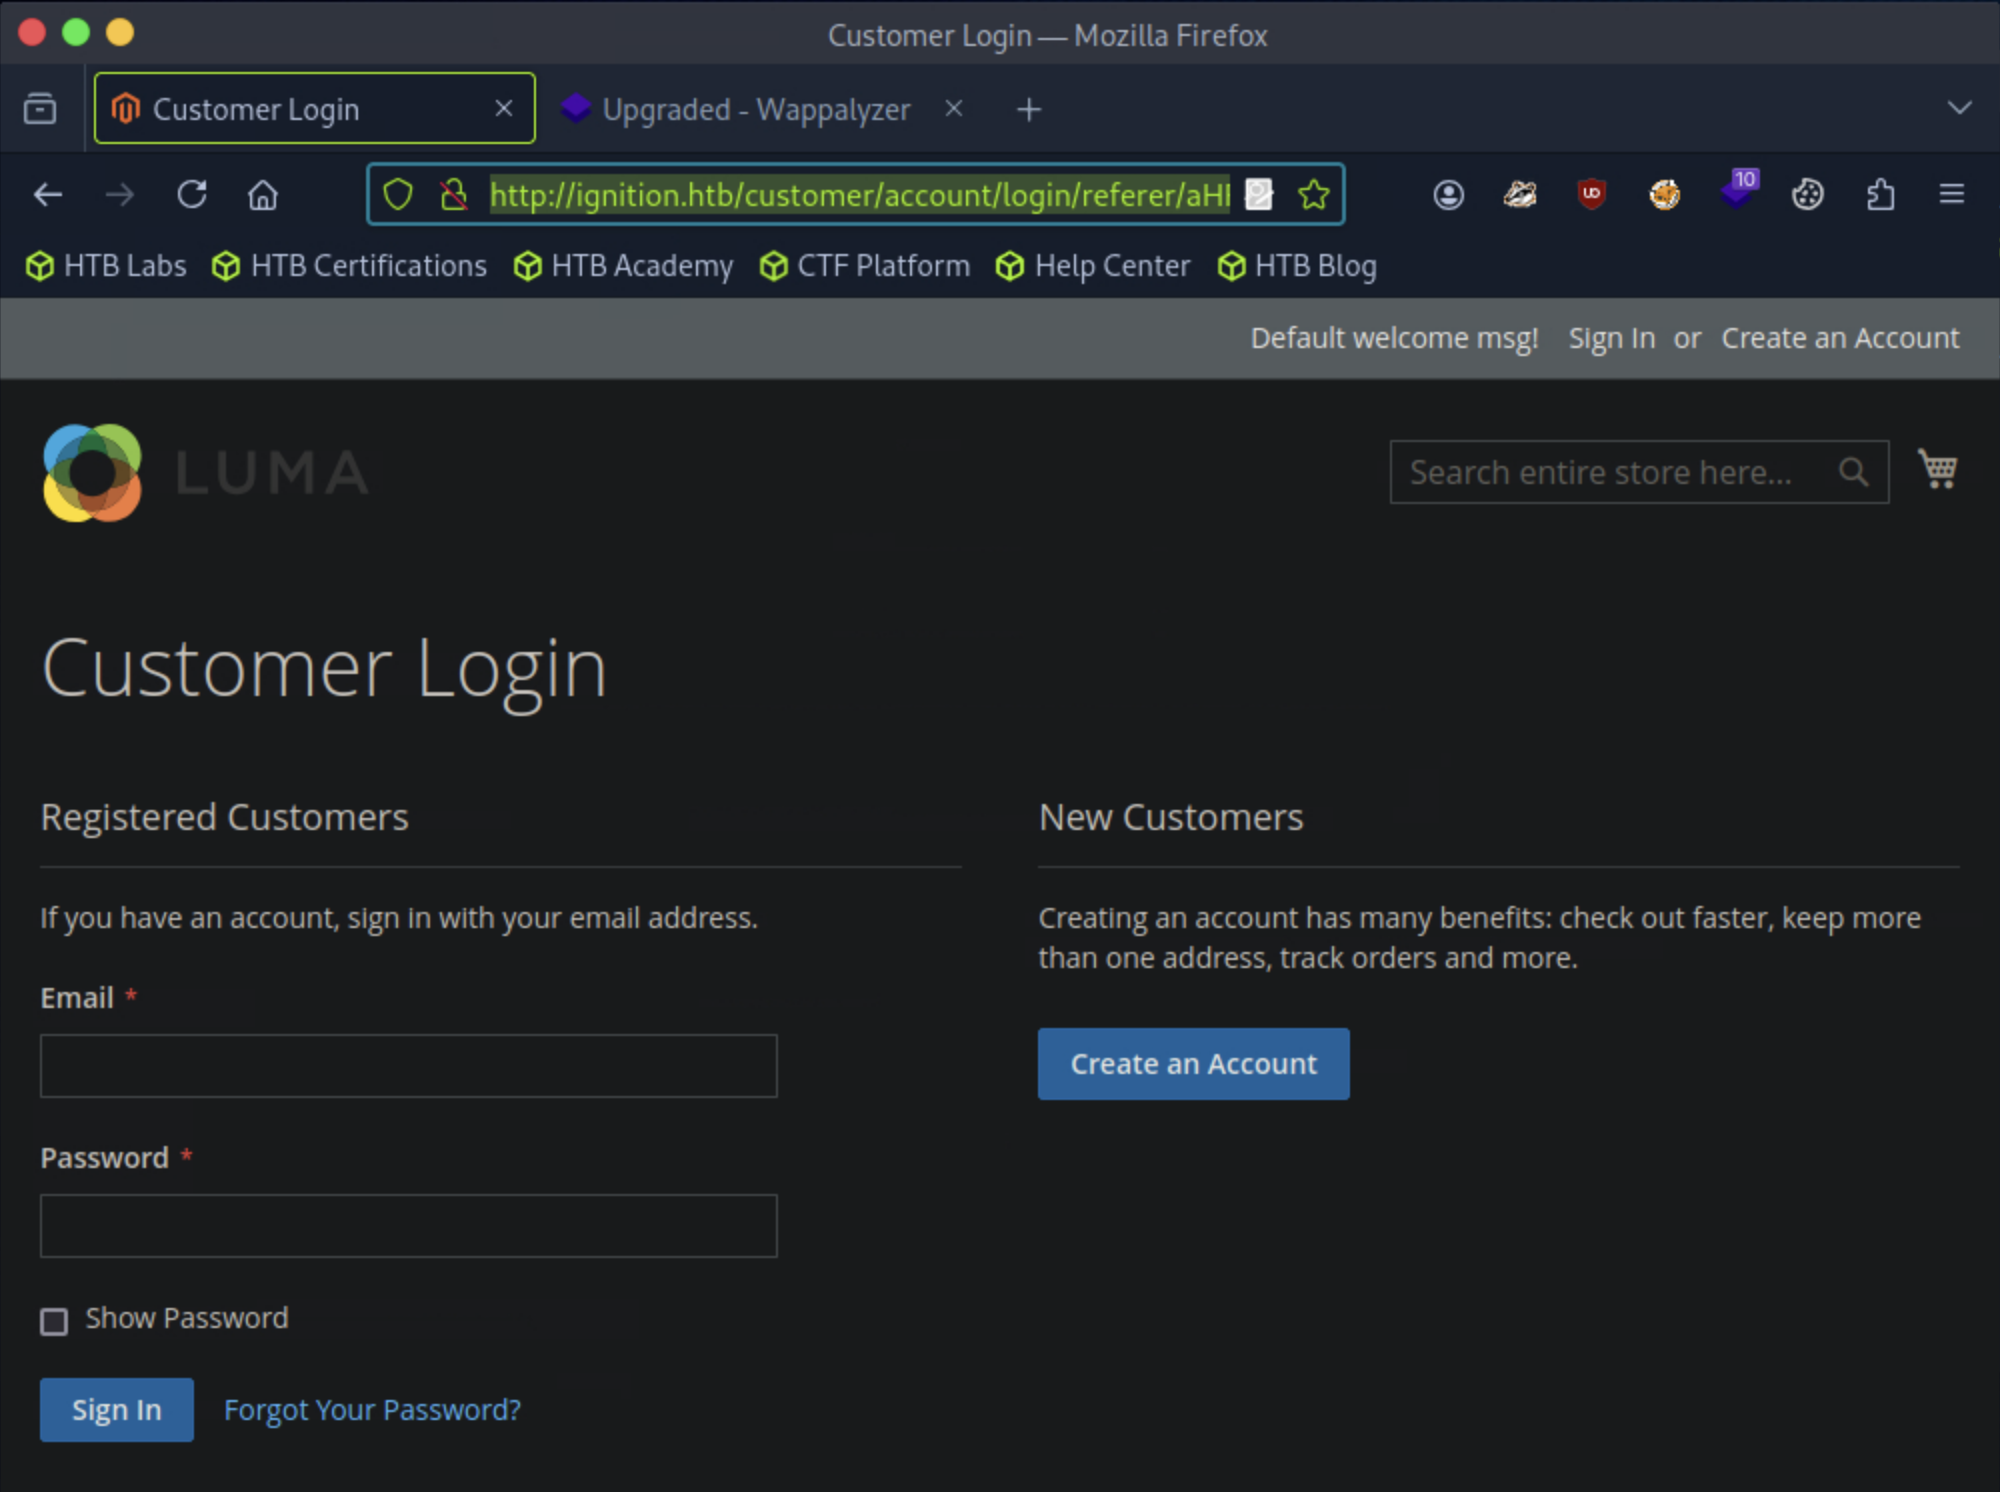 Customer Login — Mozilla Firefox
Customer Login
Upgraded - Wappalyzer
http://ignition.htb/customer/account/login/referer/aH
10
HTB Labs HTB Certifications HTB Academy CTF Platform Help Center HTB Blog
Default welcome msg! Sign In or Create an Account
LUMA
Search entire store here...
Customer Login
Registered Customers
If you have an account, sign in with your email address.
Email *
Password *
Show Password
Sign In Forgot Your Password?
New Customers
Creating an account has many benefits: check out faster, keep more
than one address, track orders and more.
Create an Account